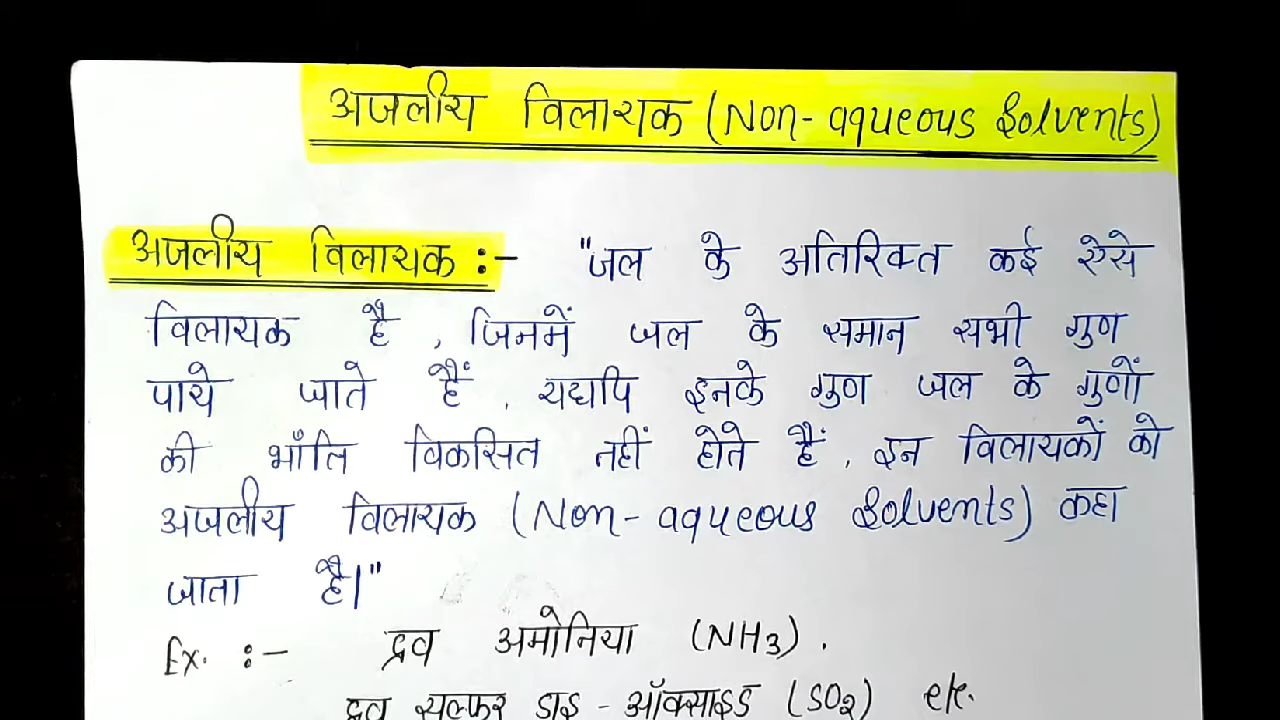 अजलीय विलायक (Non-aqueous Solvents)
अजलीय विलायक :- "जल के अतिरिक्त कई ऐसे
विलायक है , जिनमें जल के समान सभी गुण
पाये जाते हैं , यद्यपि इनके गुण जल के गुणों
की भाँति विकसित नहीं होते हैं , इन विलायकों को
अजलीय विलायक (Non-aqueous Solvents) कहा
जाता है।"
Ex. :- द्रव अमोनिया (NH3) .
द्रव सल्फर डाइ - ऑक्साइड (SO2) etc.